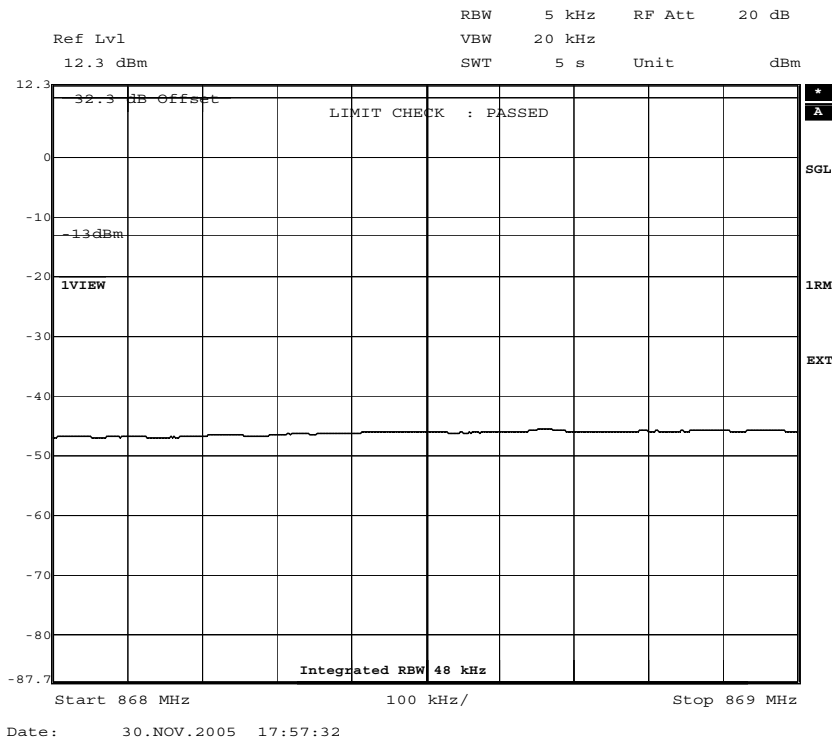 RBW 5 kHz RF Att 20 dB
Ref Lvl VBW 20 kHz
12.3 dBm SWT 5 s Unit dBm
12.3
32.3 dB Offset
*
LIMIT CHECK : PASSED
A
0
SGL
-10
-13dBm
-20
1VIEW
1RM
-30
EXT
-40
-50
-60
-70
-80
Integrated RBW 48 kHz
-87.7
Start 868 MHz 100 kHz/ Stop 869 MHz
Date: 30.NOV.2005 17:57:32